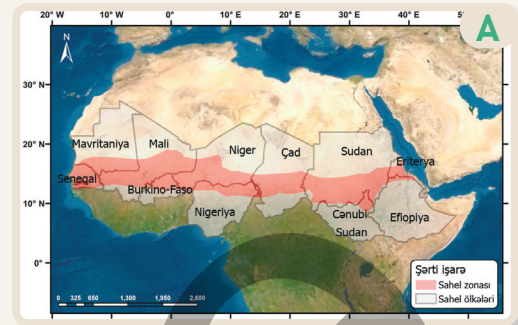 20° W
10° W
0°
10° E
20° E
30° E
40° E
A
N
30° N
20° N
10° N
0°
Mavritaniya
Mali
Niger
Çad
Sudan
Eriterya
Seneqal
Burkino-Faso
Nigeriya
Cənubi
Sudan
Efiopiya
Şərti işarə
Sahel zonası
Sahel ölkələri
0 325 650 1,300 1,950 2,600